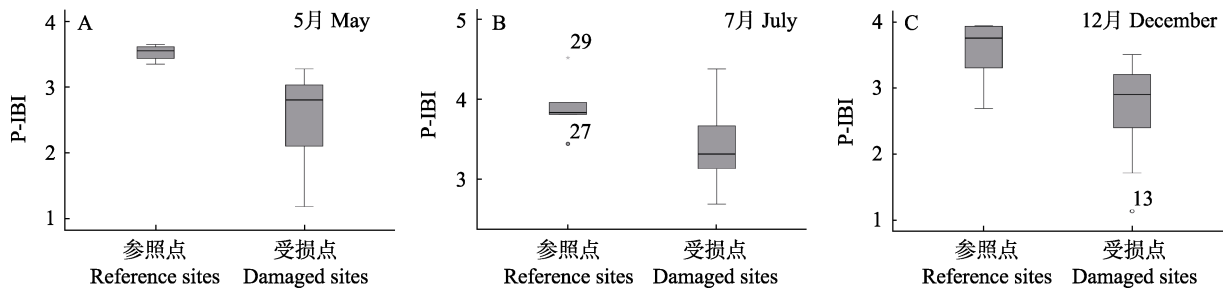 A
5月 May
4
3
2
1
P-IBI
参照点
Reference sites
受损点
Damaged sites
B
7月 July
5
4
3
P-IBI
29
27
参照点
Reference sites
受损点
Damaged sites
C
12月 December
4
3
2
1
P-IBI
13
参照点
Reference sites
受损点
Damaged sites